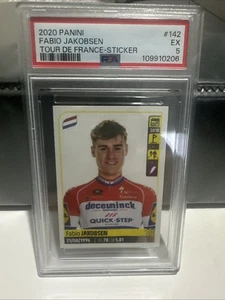 2020 PANINI #142
FABIO JAKOBSEN EX
TOUR DE FRANCE-STICKER 5
PSA 109910206
deceuninck
QUICK-STEP
Fabio JAKOBSEN